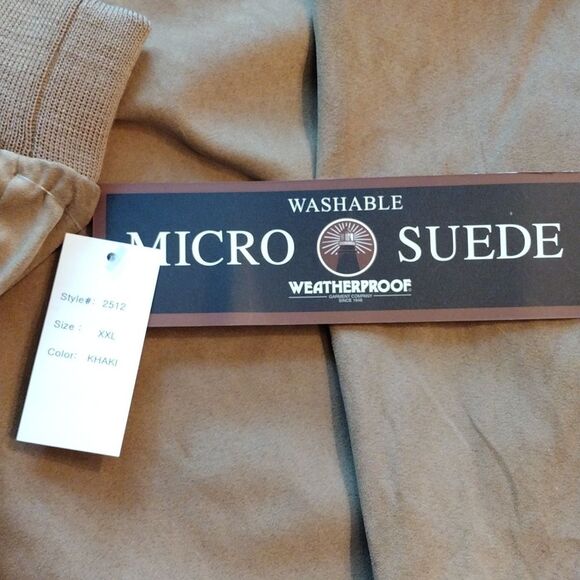 WASHABLE
MICRO SUEDE
WEATHERPROOF
GARMENT COMPANY
SINCE 1948
Style#: 2512
Size : XXL
Color: KHAKI